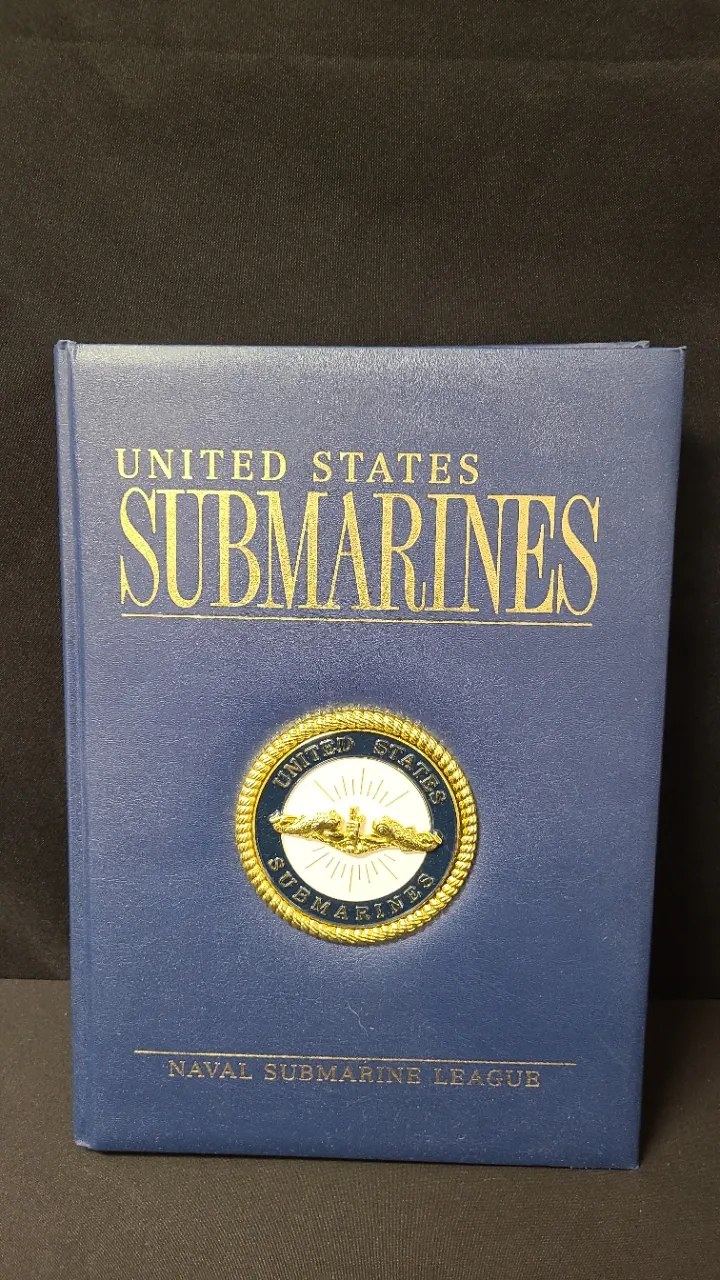 UNITED STATES
SUBMARINES
UNITED STATES
SUBMARINES
NAVAL SUBMARINE LEAGUE